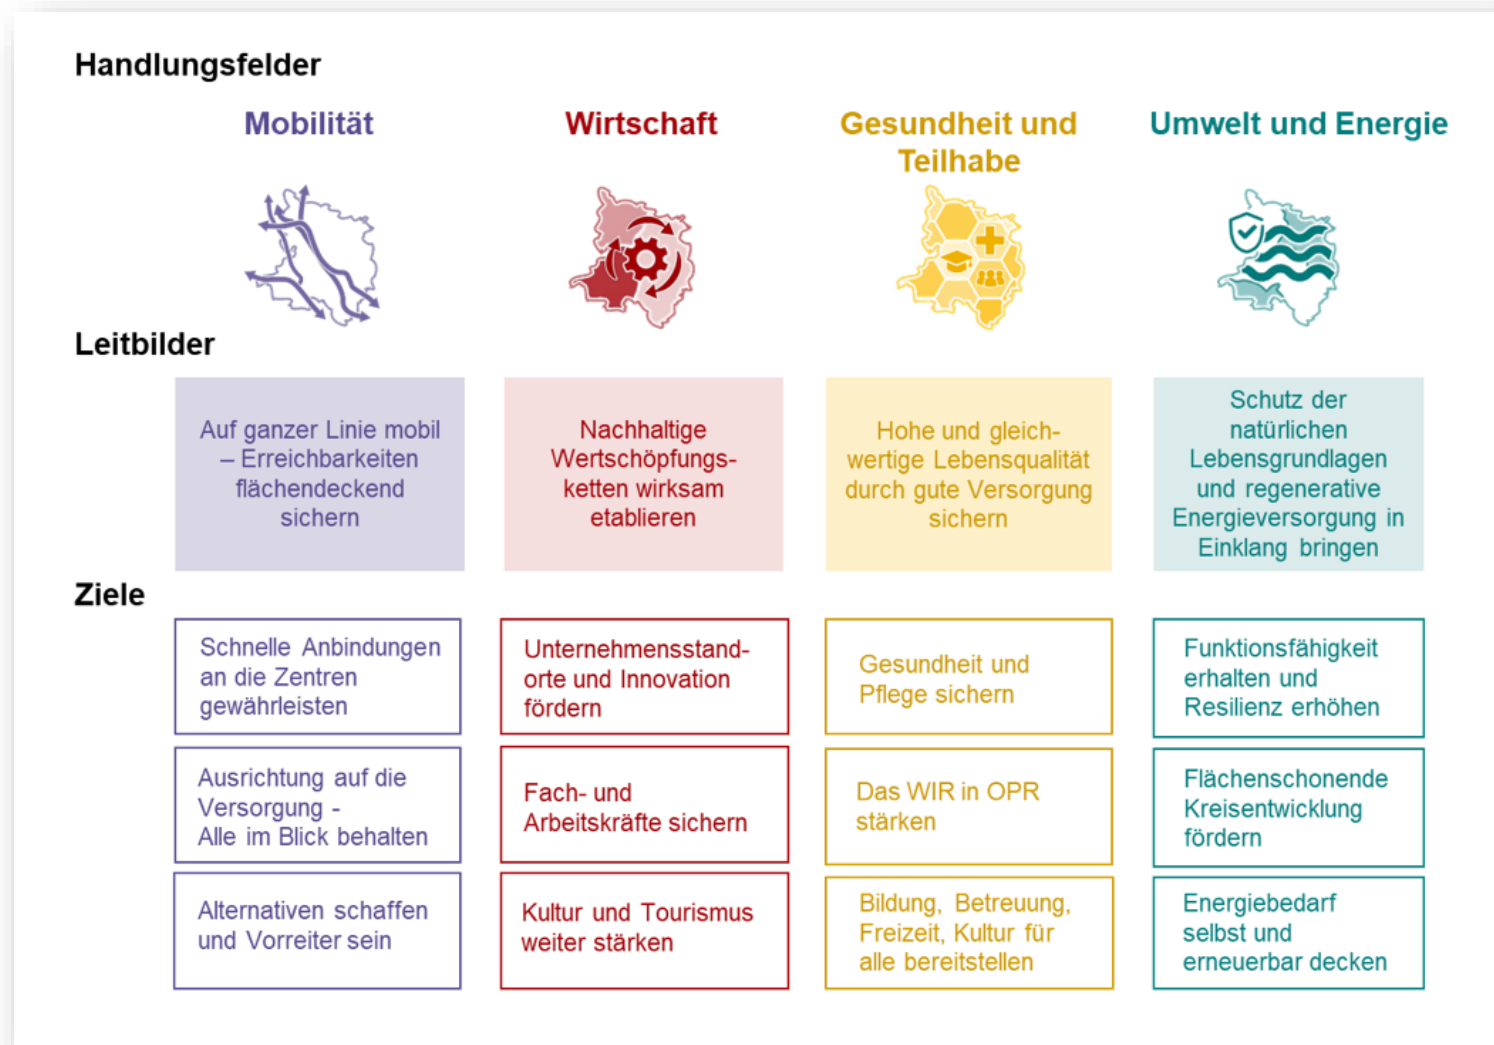 Handlungsfelder
Mobilität
Wirtschaft
Gesundheit und
Teilhabe
Umwelt und Energie
Leitbilder
Auf ganzer Linie mobil
– Erreichbarkeiten
flächendeckend
sichern
Nachhaltige
Wertschöpfungs-
ketten wirksam
etablieren
Hohe und gleich-
wertige Lebensqualität
durch gute Versorgung
sichern
Schutz der
natürlichen
Lebensgrundlagen
und regenerative
Energieversorgung in
Einklang bringen
Ziele
Schnelle Anbindungen
an die Zentren
gewährleisten
Unternehmensstand-
orte und Innovation
fördern
Gesundheit und
Pflege sichern
Funktionsfähigkeit
erhalten und
Resilienz erhöhen
Ausrichtung auf die
Versorgung -
Alle im Blick behalten
Fach- und
Arbeitskräfte sichern
Das WIR in OPR
stärken
Flächenschonende
Kreisentwicklung
fördern
Alternativen schaffen
und Vorreiter sein
Kultur und Tourismus
weiter stärken
Bildung, Betreuung,
Freizeit, Kultur für
alle bereitstellen
Energiebedarf
selbst und
erneuerbar decken